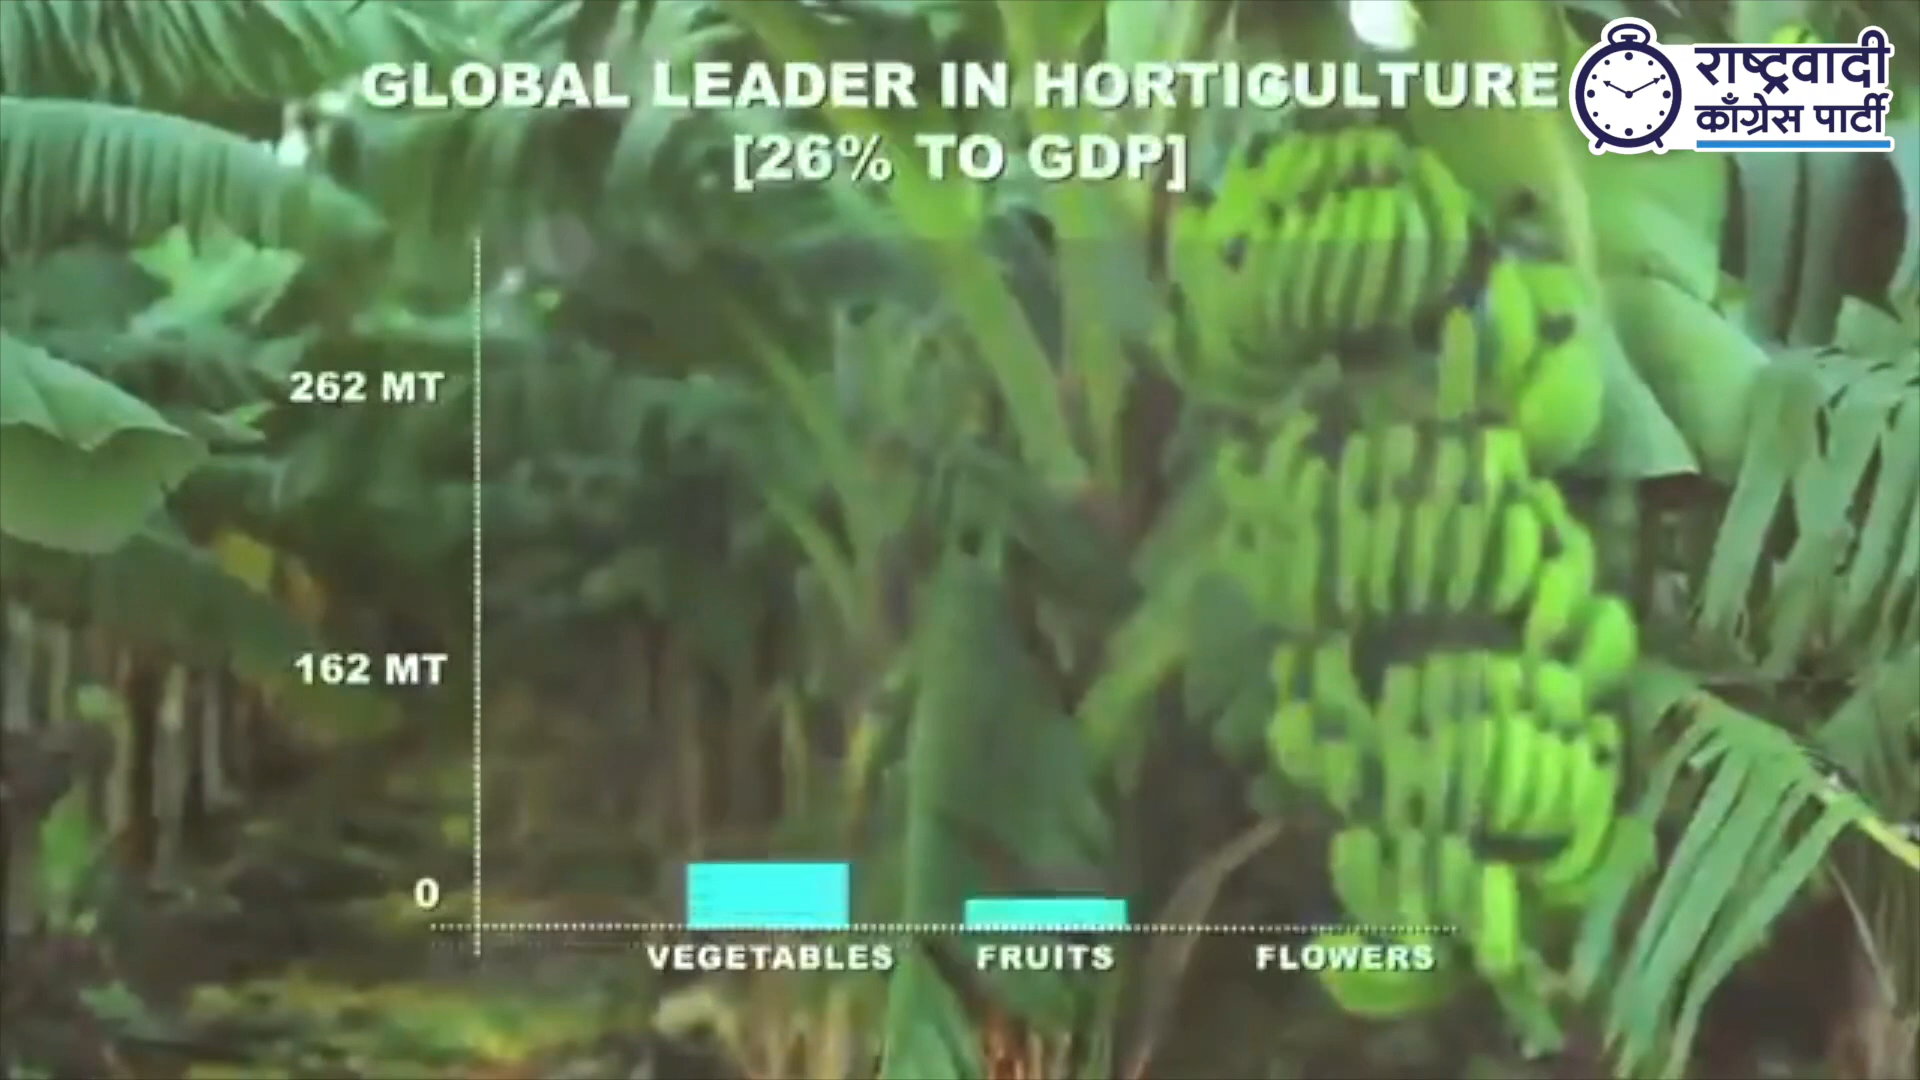 GLOBAL LEADER IN HORTICULTURE
[26% TO GDP]
राष्ट्रवादी
काँग्रेस पार्टी
262 MT
162 MT
0
VEGETABLES
FRUITS
FLOWERS